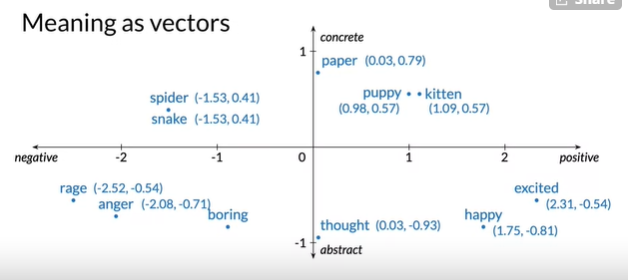 Share
Meaning as vectors
concrete
1
paper (0.03, 0.79)
spider (-1.53, 0.41)
snake (-1.53, 0.41)
puppy kitten
(0.98, 0.57) (1.09, 0.57)
negative -2 -1 0 1 2 positive
rage (-2.52, -0.54)
anger (-2.08, -0.71)
boring
excited
(2.31, -0.54)
happy
(1.75, -0.81)
thought (0.03, -0.93)
-1
abstract